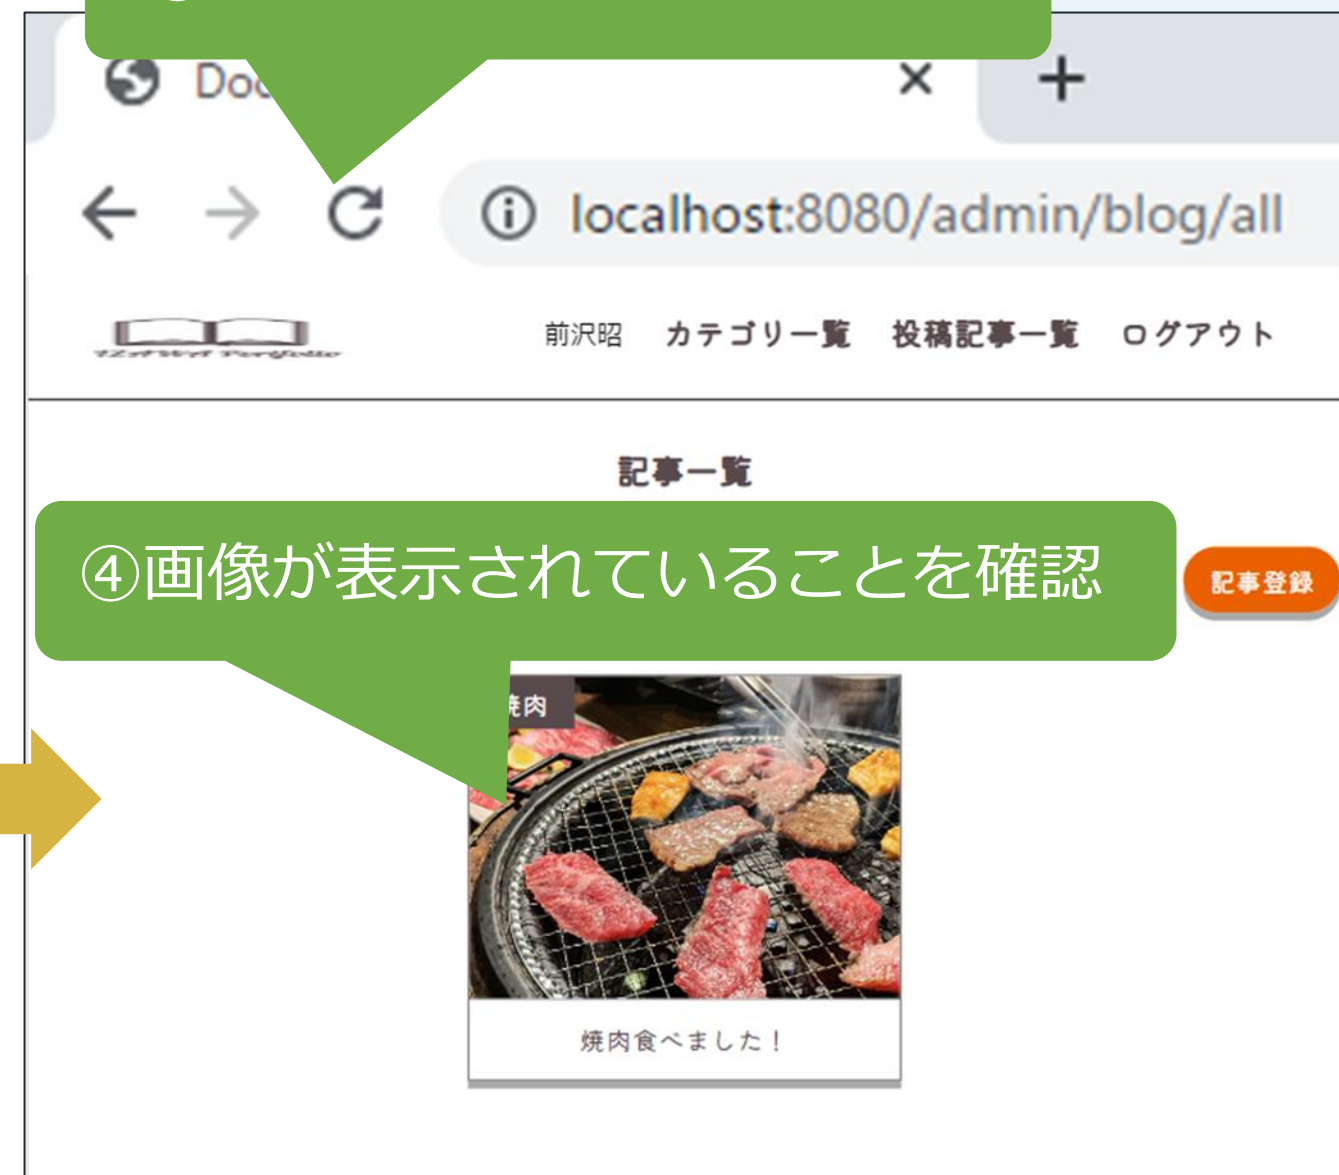 Doc
localhost:8080/admin/blog/all
前沢昭 カテゴリ一覧 投稿記事一覧 ログアウト
記事一覧
④画像が表示されていることを確認
記事登録
焼肉
焼肉食べました！